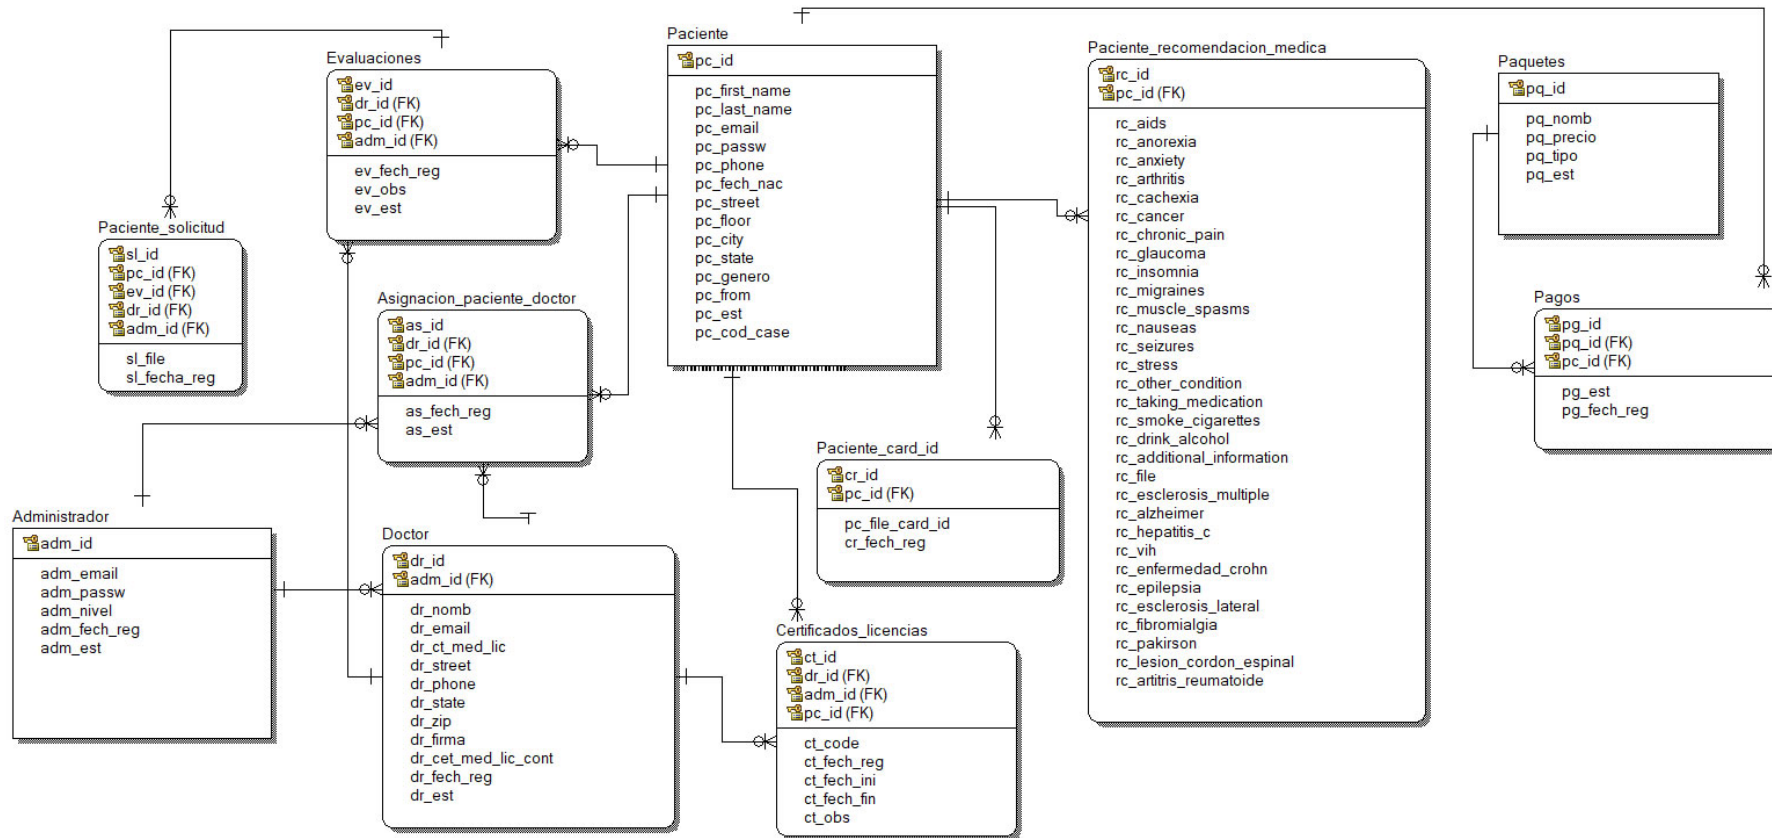 Evaluaciones
ev_id
dr_id (FK)
pc_id (FK)
adm_id (FK)
ev_fech_reg
ev_obs
ev_est
Paciente_solicitud
sl_id
pc_id (FK)
ev_id (FK)
dr_id (FK)
adm_id (FK)
sl_file
sl_fecha_reg
Asignacion_paciente_doctor
as_id
dr_id (FK)
pc_id (FK)
adm_id (FK)
as_fech_reg
as_est
Administrador
adm_id
adm_email
adm_passw
adm_nivel
adm_fech_reg
adm_est
Doctor
dr_id
adm_id (FK)
dr_nomb
dr_email
dr_ct_med_lic
dr_street
dr_phone
dr_state
dr_zip
dr_firma
dr_cet_med_lic_cont
dr_fech_reg
dr_est
Paciente
pc_id
pc_first_name
pc_last_name
pc_email
pc_passw
pc_phone
pc_fech_nac
pc_street
pc_floor
pc_city
pc_state
pc_genero
pc_from
pc_est
pc_cod_case
Paciente_card_id
cr_id
pc_id (FK)
pc_file_card_id
cr_fech_reg
Certificados_licencias
ct_id
dr_id (FK)
adm_id (FK)
pc_id (FK)
ct_code
ct_fech_reg
ct_fech_ini
ct_fech_fin
ct_obs
Paciente_recomendacion_medica
rc_id
pc_id (FK)
rc_aids
rc_anorexia
rc_anxiety
rc_arthritis
rc_cachexia
rc_cancer
rc_chronic_pain
rc_glaucoma
rc_insomnia
rc_migraines
rc_muscle_spasms
rc_nauseas
rc_seizures
rc_stress
rc_other_condition
rc_taking_medication
rc_smoke_cigarettes
rc_drink_alcohol
rc_additional_information
rc_file
rc_esclerosis_multiple
rc_alzheimer
rc_hepatitis_c
rc_vih
rc_enfermedad_crohn
rc_epilepsia
rc_esclerosis_lateral
rc_fibromialgia
rc_pakirson
rc_lesion_cordon_espinal
rc_artitris_reumatoide
Paquetes
pq_id
pq_nomb
pq_precio
pq_tipo
pq_est
Pagos
pg_id
pq_id (FK)
pc_id (FK)
pg_est
pg_fech_reg